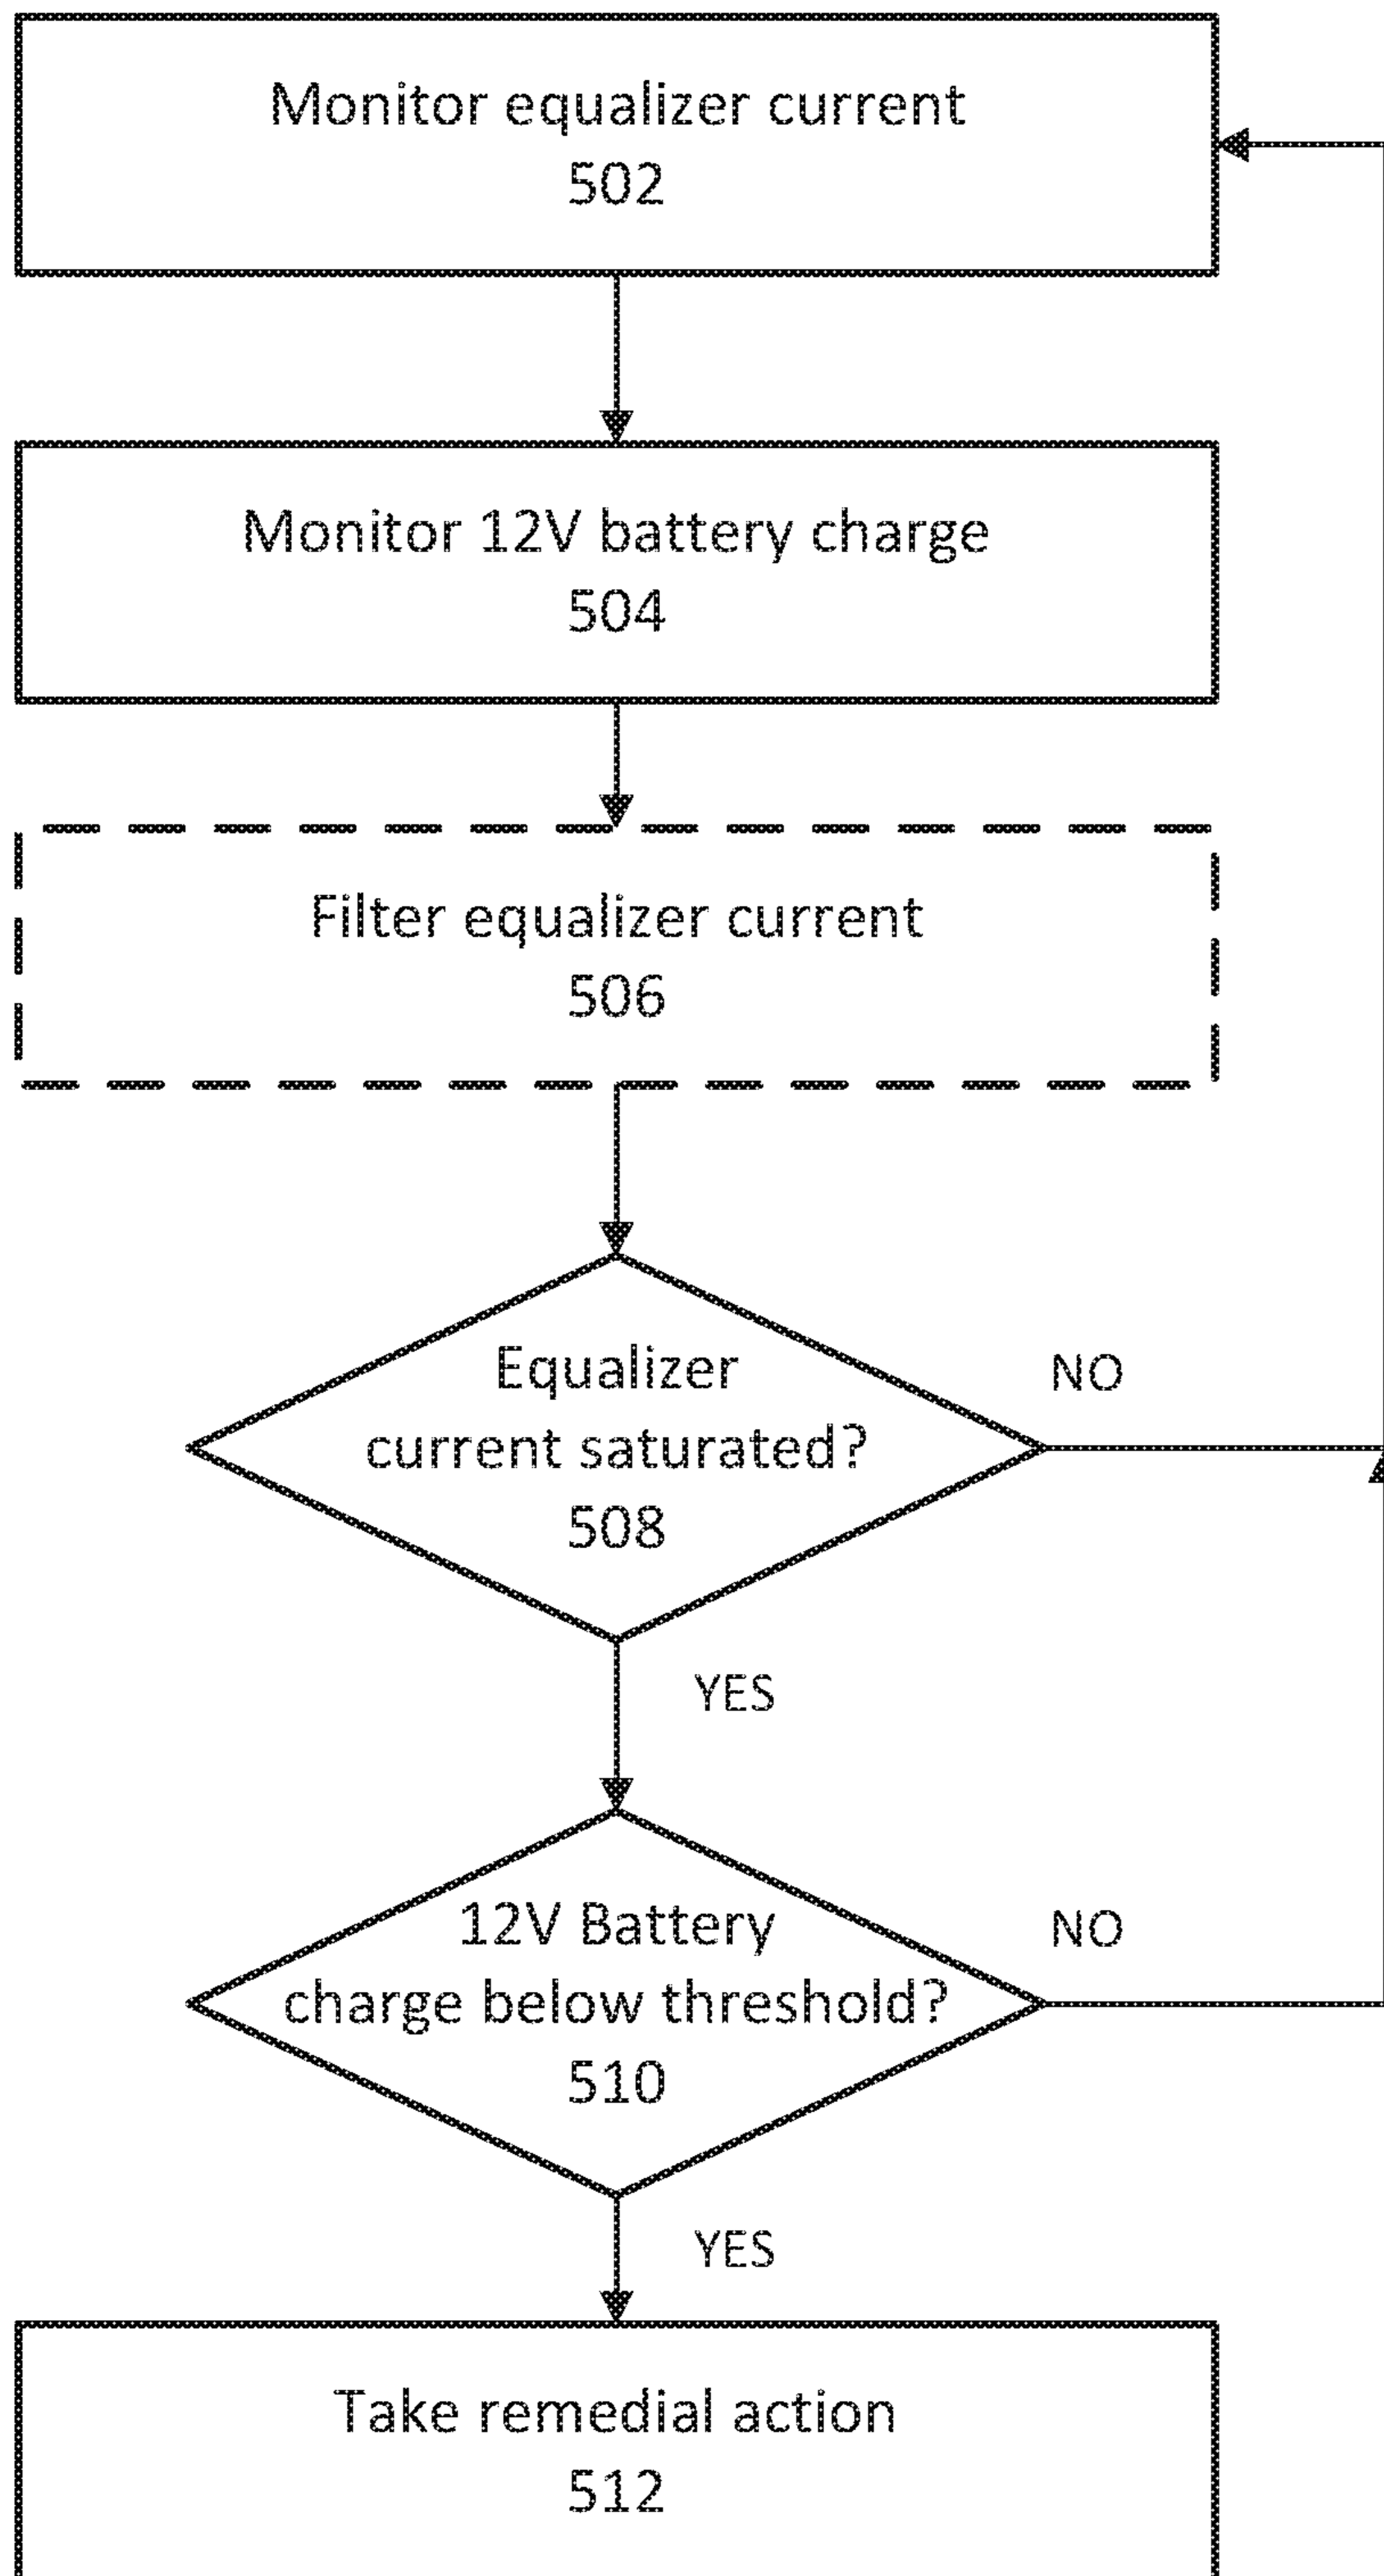 Monitor equalizer current
502
Monitor 12V battery charge
504
Filter equalizer current
506
Equalizer
current saturated?
508
NO
YES
12V Battery
charge below threshold?
510
NO
YES
Take remedial action
512